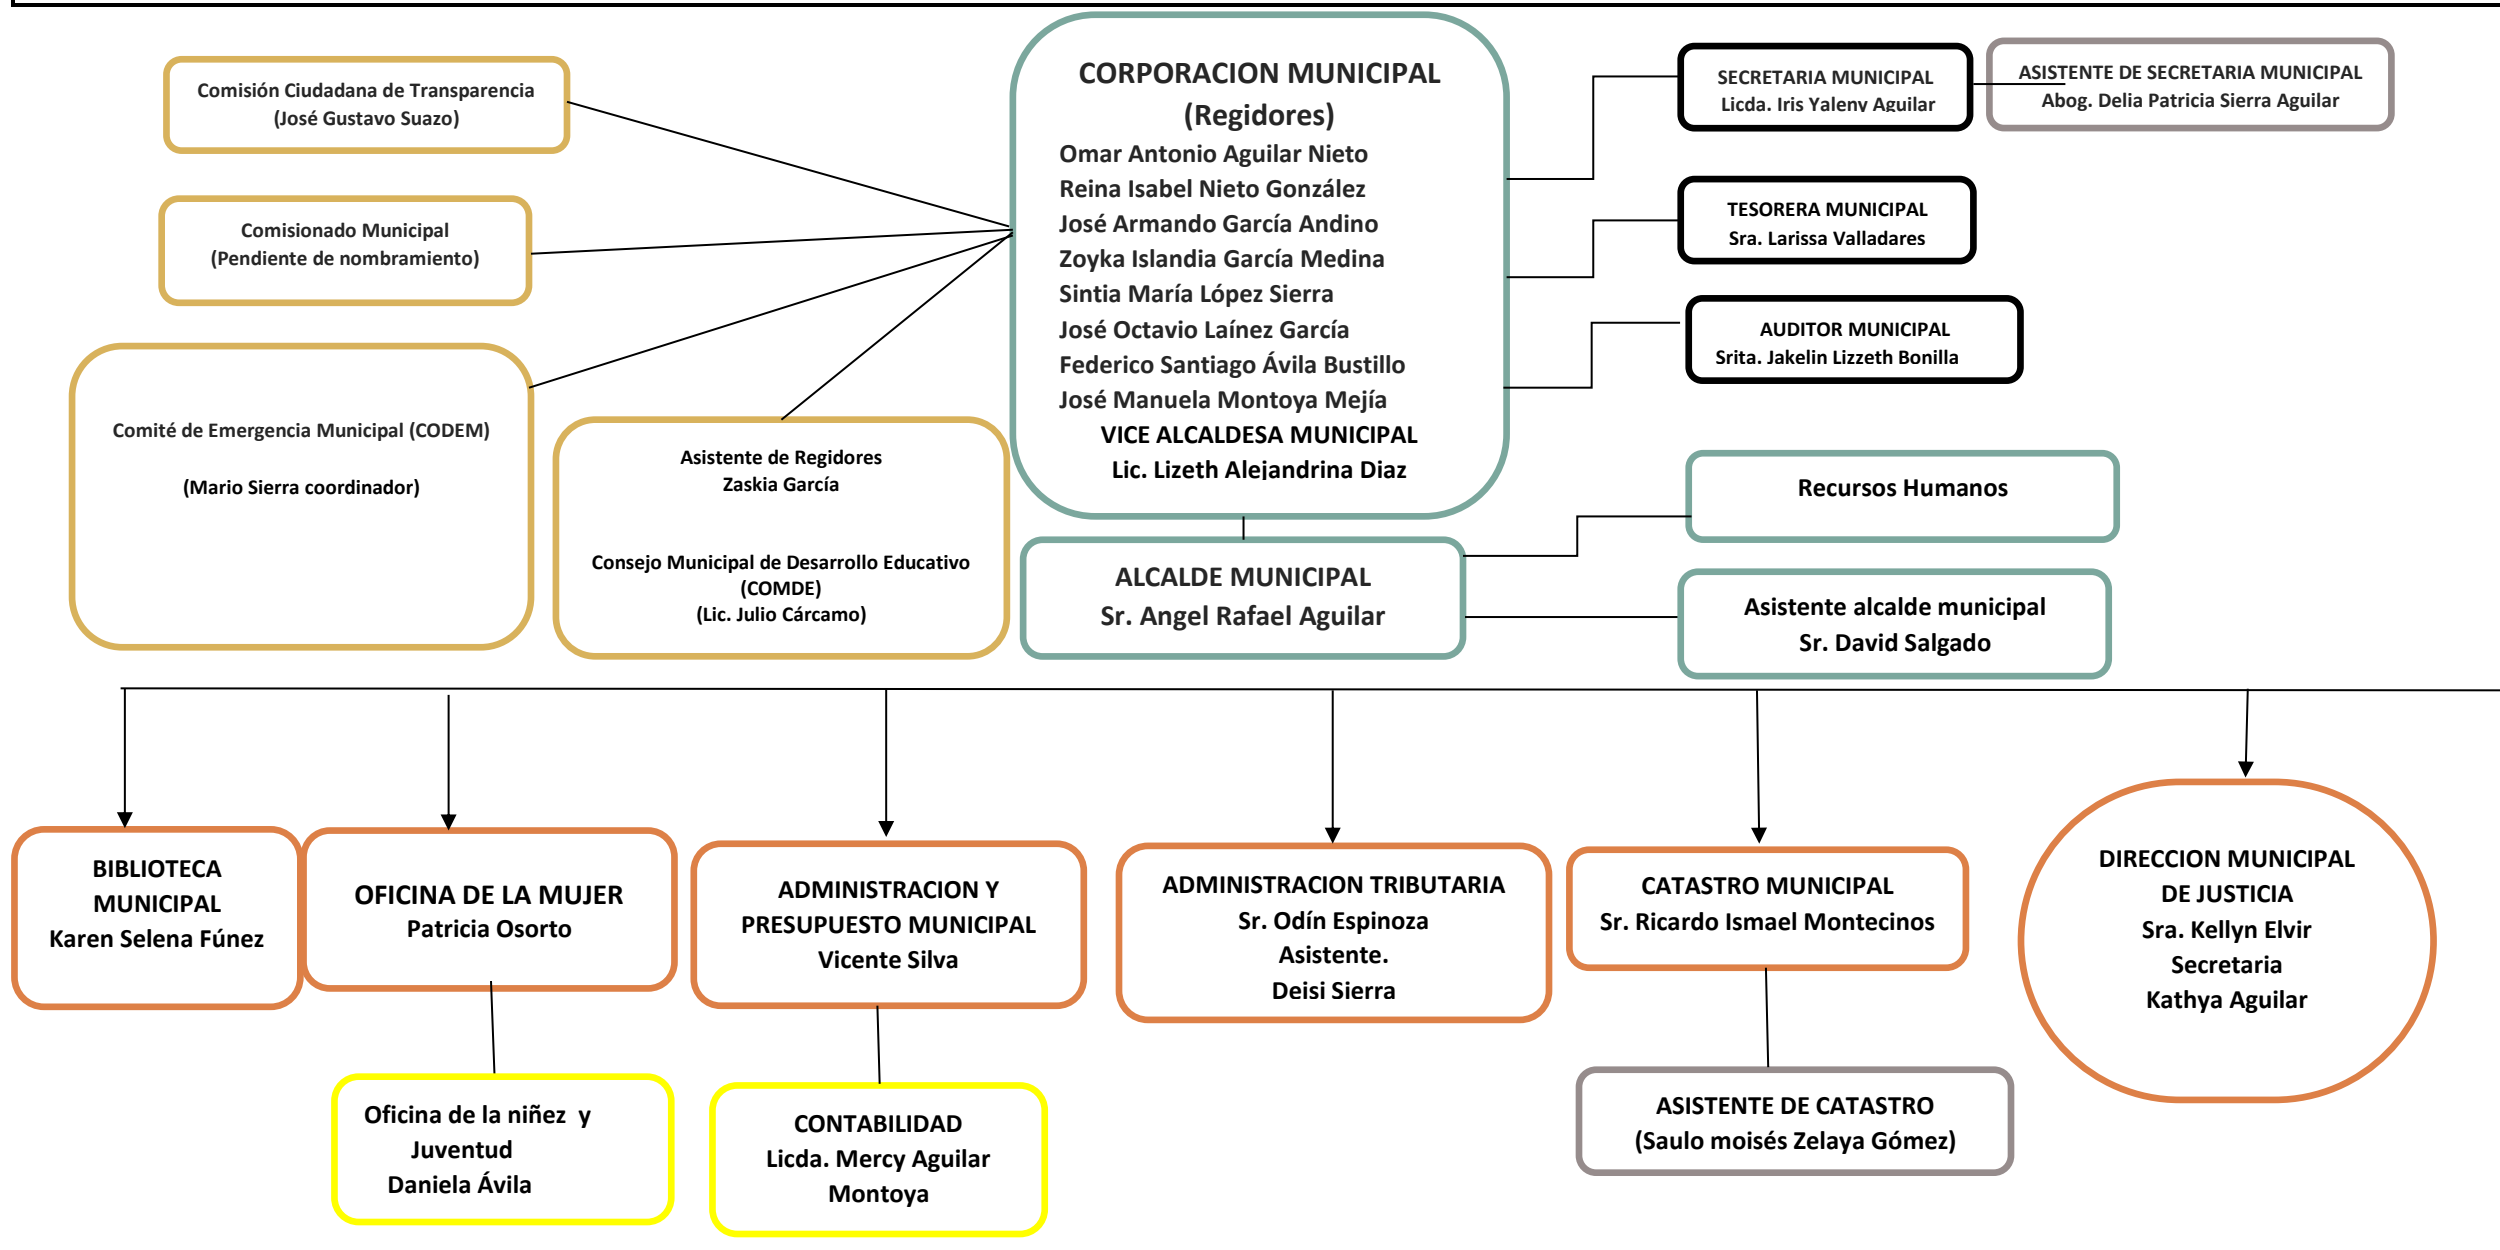 Comisión Ciudadana de Transparencia
(José Gustavo Suazo)
Comisionado Municipal
(Pendiente de nombramiento)
Comité de Emergencia Municipal (CODEM)
(Mario Sierra coordinador)
Asistente de Regidores
Zaskia García
Consejo Municipal de Desarrollo Educativo
(COMDE)
(Lic. Julio Cárcamo)
CORPORACION MUNICIPAL
(Regidores)
Omar Antonio Aguilar Nieto
Reina Isabel Nieto González
José Armando García Andino
Zoyka Islandia García Medina
Sintia María López Sierra
José Octavio Laínez García
Federico Santiago Ávila Bustillo
José Manuela Montoya Mejía
VICE ALCALDESA MUNICIPAL
Lic. Lizeth Alejandrina Diaz
SECRETARIA MUNICIPAL
Licda. Iris Yaleny Aguilar
ASISTENTE DE SECRETARIA MUNICIPAL
Abog. Delia Patricia Sierra Aguilar
TESORERA MUNICIPAL
Sra. Larissa Valladares
AUDITOR MUNICIPAL
Srita. Jakelin Lizzeth Bonilla
Recursos Humanos
ALCALDE MUNICIPAL
Sr. Angel Rafael Aguilar
Asistente alcalde municipal
Sr. David Salgado
BIBLIOTECA
MUNICIPAL
Karen Selena Fúnez
OFICINA DE LA MUJER
Patricia Osorto
ADMINISTRACION Y
PRESUPUESTO MUNICIPAL
Vicente Silva
ADMINISTRACION TRIBUTARIA
Sr. Odín Espinoza
Asistente.
Deisi Sierra
CATASTRO MUNICIPAL
Sr. Ricardo Ismael Montecinos
DIRECCION MUNICIPAL
DE JUSTICIA
Sra. Kellyn Elvir
Secretaria
Kathya Aguilar
Oficina de la niñez y
Juventud
Daniela Ávila
CONTABILIDAD
Licda. Mercy Aguilar
Montoya
ASISTENTE DE CATASTRO
(Saulo moisés Zelaya Gómez)